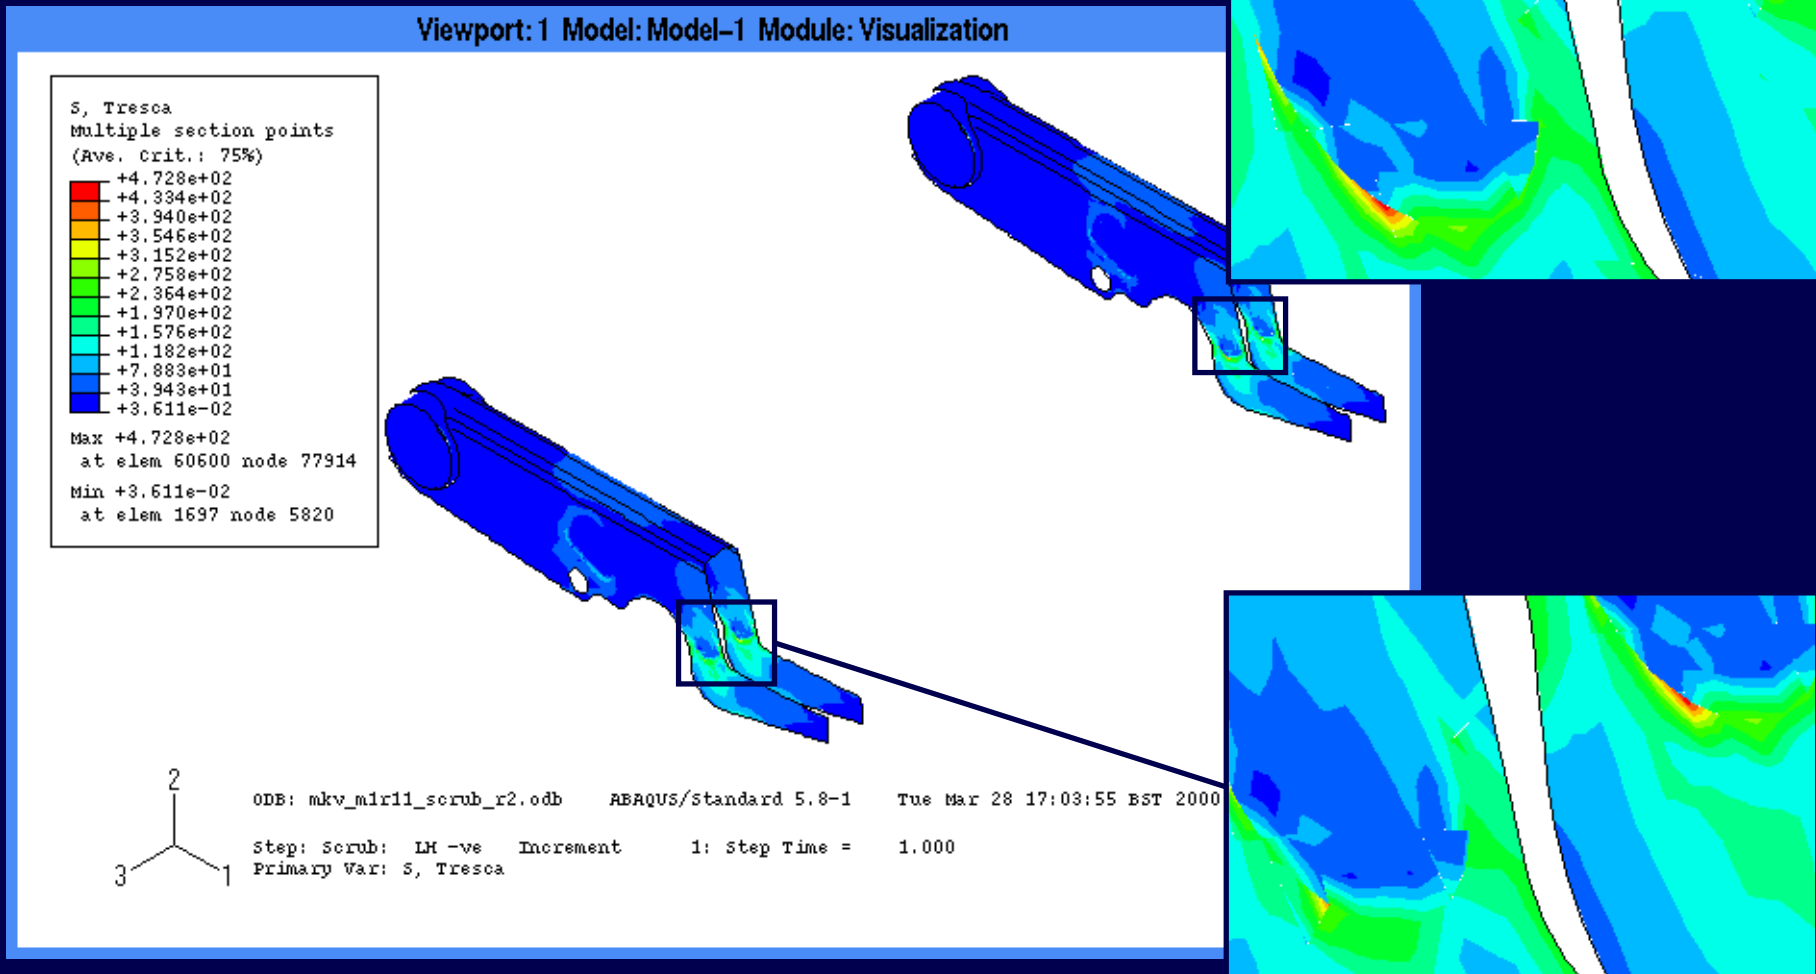 Viewport: 1 Model: Model-1 Module: Visualization
S, Tresca
Multiple section points
(Ave. Crit.: 75%)
+4.728e+02
+4.334e+02
+3.940e+02
+3.546e+02
+3.152e+02
+2.758e+02
+2.364e+02
+1.970e+02
+1.576e+02
+1.182e+02
+7.883e+01
+3.943e+01
+3.611e-02
Max +4.728e+02
at elem 60600 node 77914
Min +3.611e-02
at elem 1697 node 5820
2
3
1
ODB: mkv_m1r11_scrub_r2.odb ABAQUS/Standard 5.8-1 Tue Mar 28 17:03:55 BST 2000
Step: Scrub: LH -ve Increment 1: Step Time = 1.000
Primary Var: S, Tresca